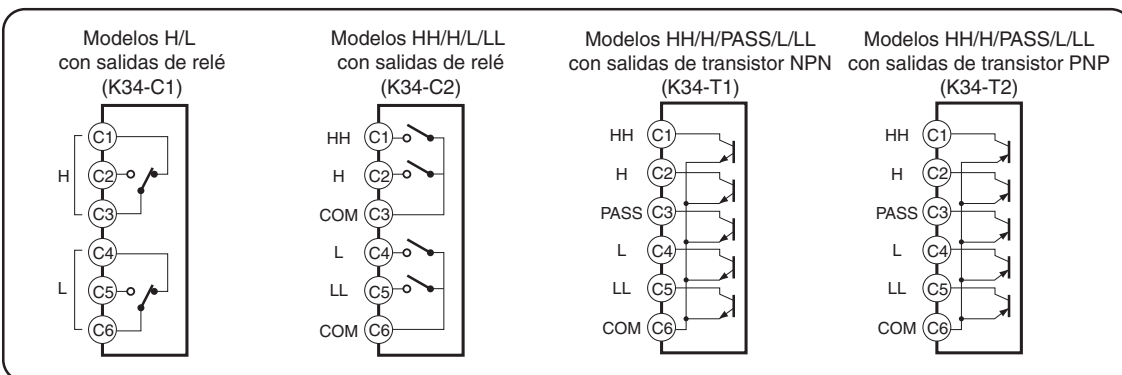 Modelos H/L
con salidas de relé
(K34-C1)
C1
H C2
C3
C4
L C5
C6
Modelos HH/H/L/LL
con salidas de relé
(K34-C2)
HH C1
H C2
COM C3
L C4
LL C5
COM C6
Modelos HH/H/PASS/L/LL
con salidas de transistor NPN
(K34-T1)
HH C1
H C2
PASS C3
L C4
LL C5
COM C6
Modelos HH/H/PASS/L/LL
con salidas de transistor PNP
(K34-T2)
HH C1
H C2
PASS C3
L C4
LL C5
COM C6